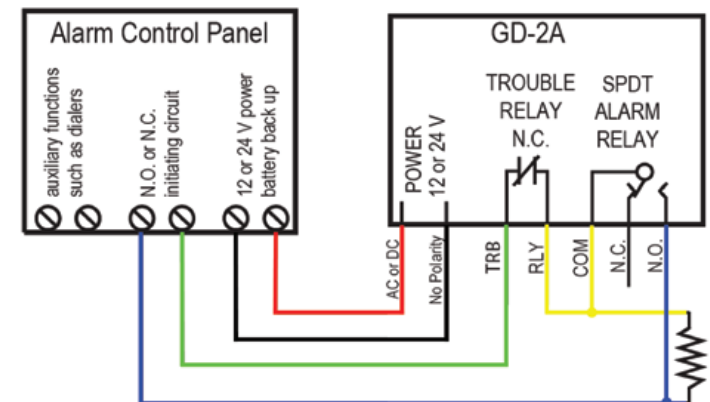 Alarm Control Panel
auxiliary functions
such as dialers
N.O. or N.C.
initiating circuit
12 or 24 V power
battery back up
GD-2A
TROUBLE
RELAY
N.C.
SPDT
ALARM
RELAY
POWER
12 or 24 V
AC or DC
No Polarity
TRB
RLY
COM
N.C.
N.O.